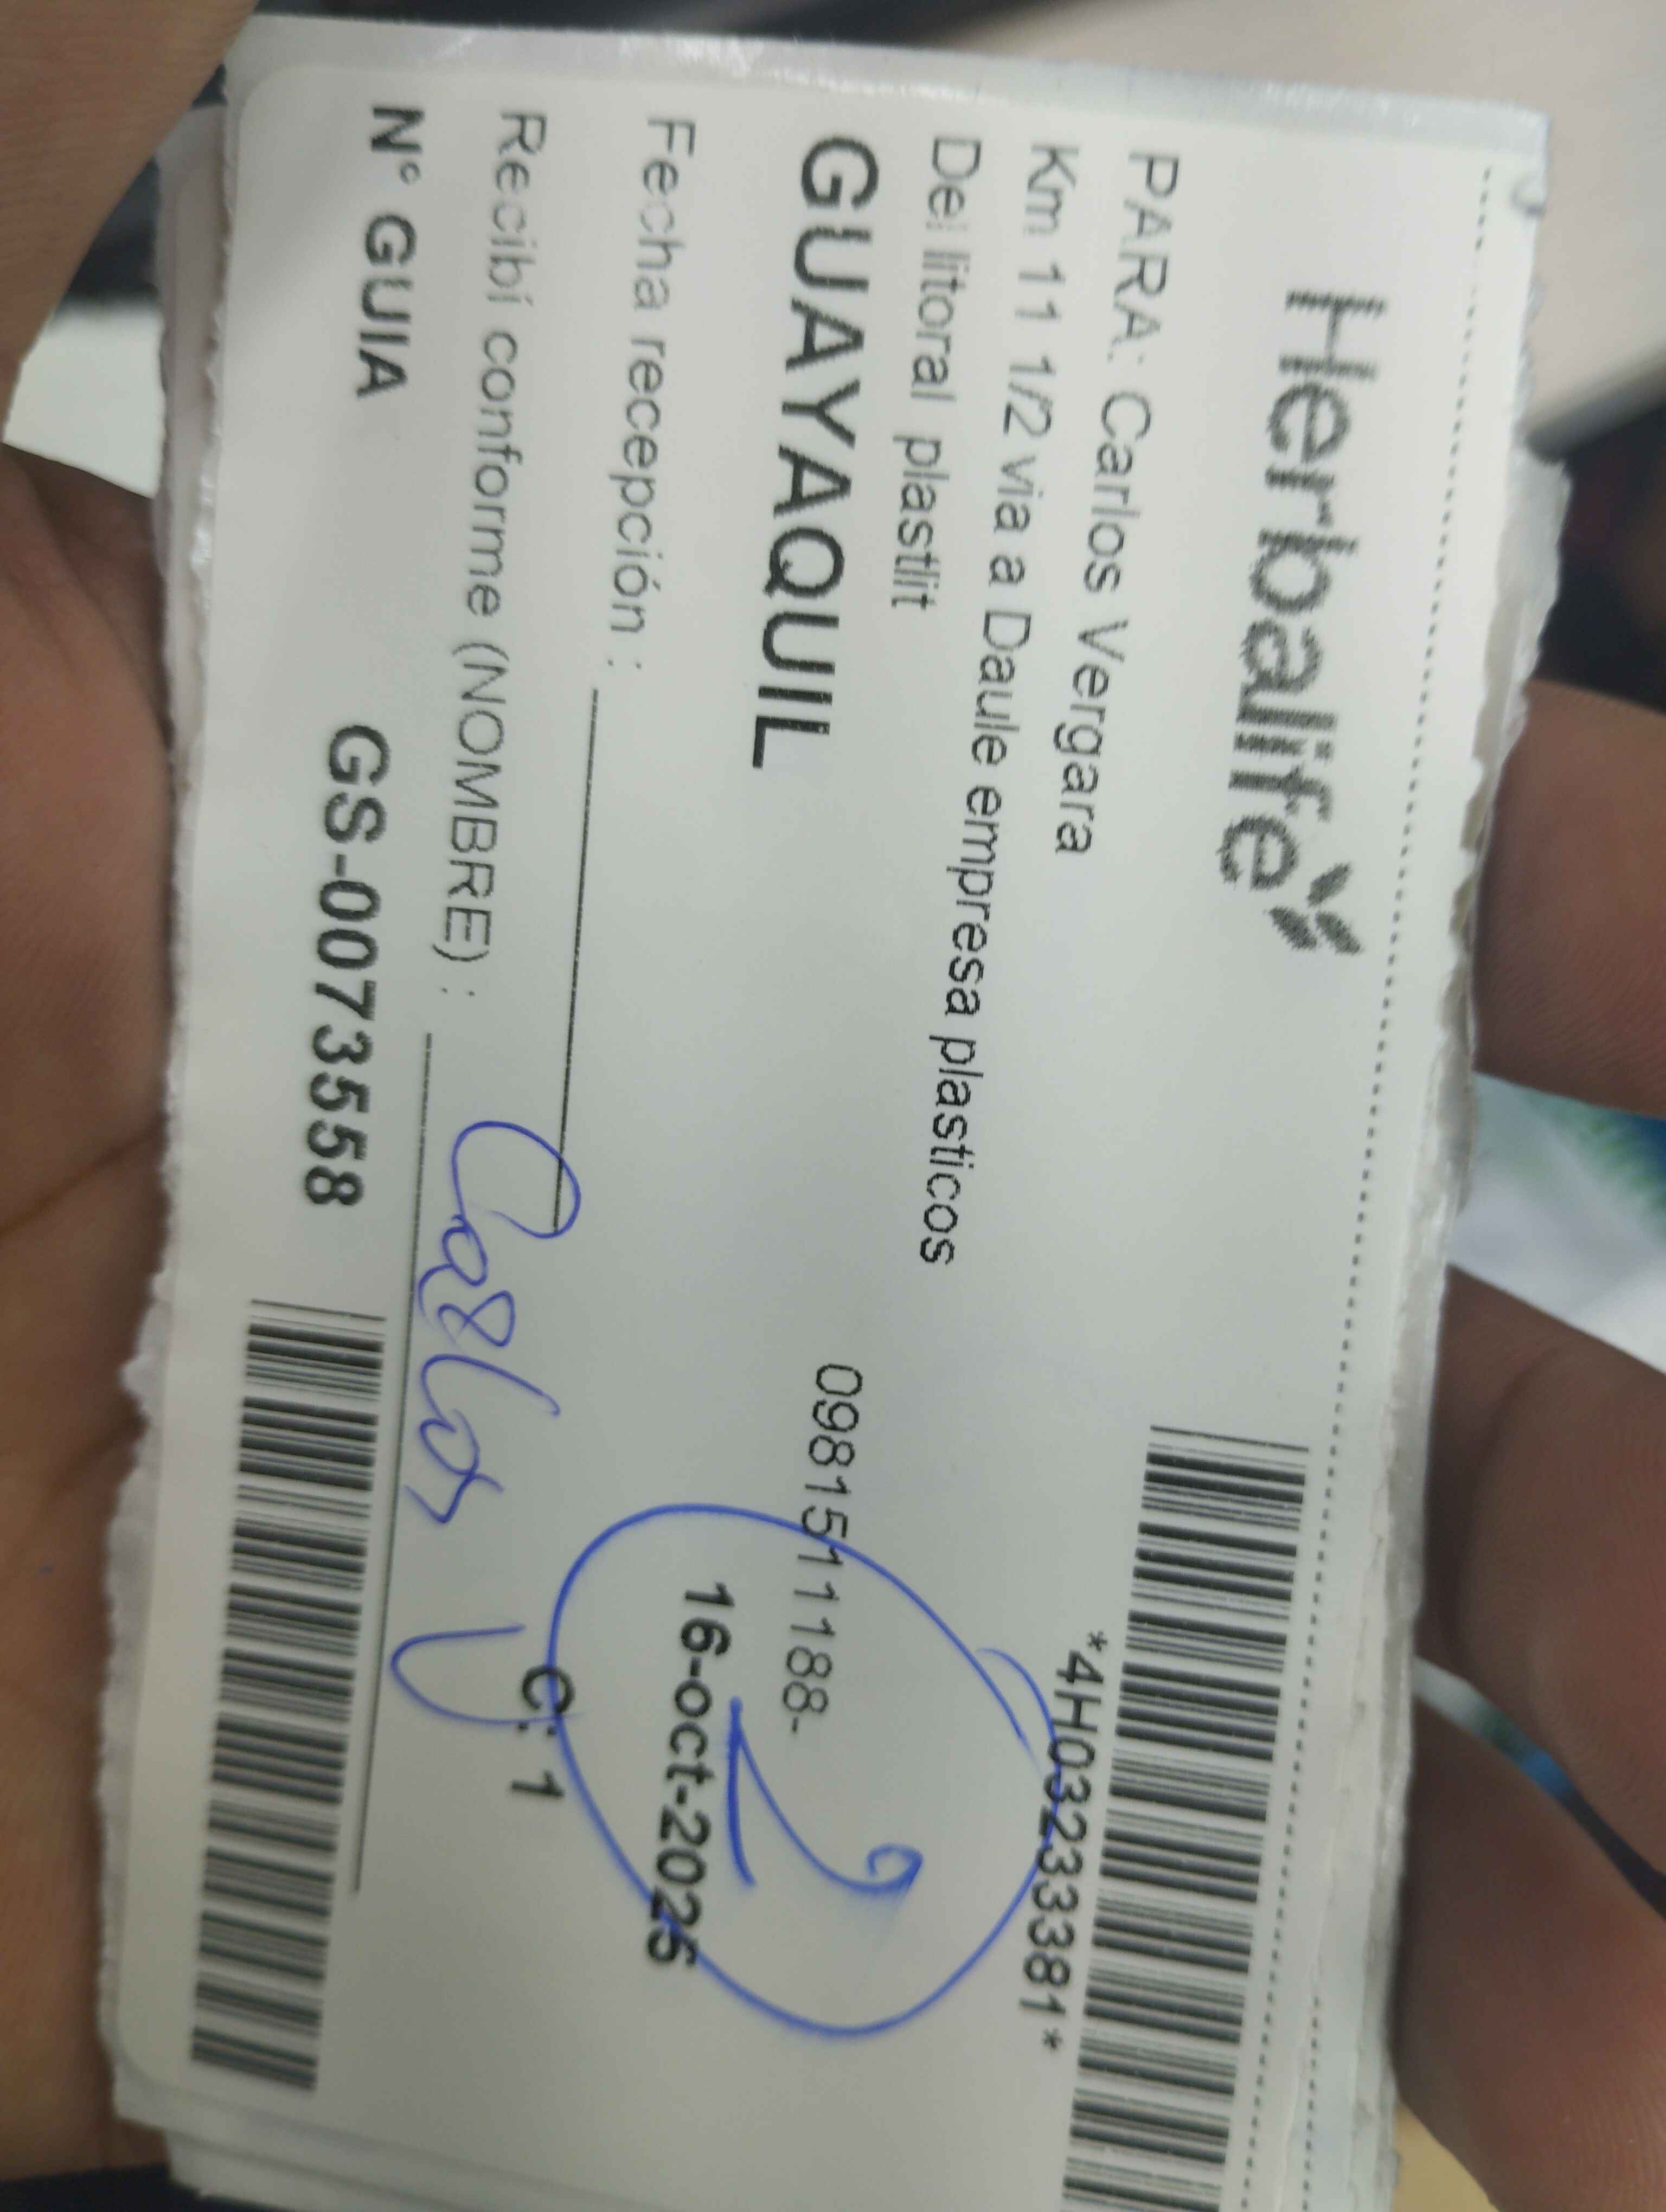 Herbalife
*4H03233381*
PARA: Carlos Vergara
Km 11 1/2 via a Daule empresa plasticos
Del litoral plastlit
0981511188-
GUAYAQUIL
2
16-oct-2025
Fecha recepción :
C: 1
Recibí conforme (NOMBRE) : Carlos V
N° GUIA GS-0073558